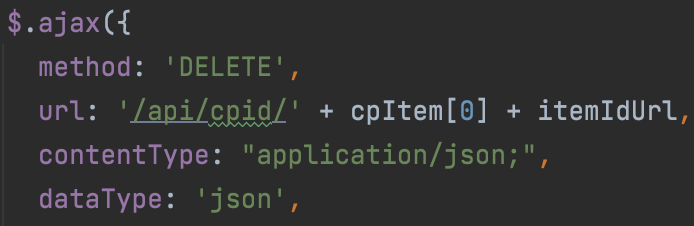 $.ajax({
method: 'DELETE',
url: '/api/cpid/' + cpItem[0] + itemIdUrl,
contentType: "application/json;",
dataType: 'json',